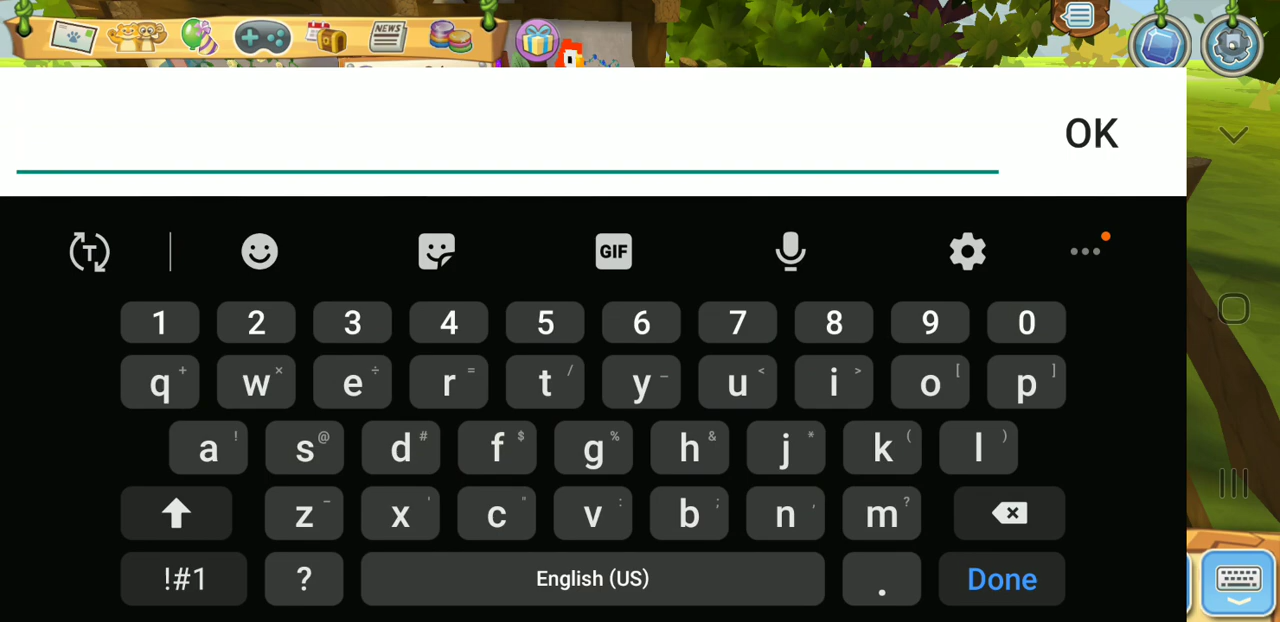 NEWS
OK
T
GIF
1 2 3 4 5 6 7 8 9 0
q + w × e ÷ r = t / y _ u < i > o [ p ]
a ! s @ d # f $ g % h & j * k ( l )
z - x ' c " v : b ; n , m ?
!#1 ? English (US) . Done